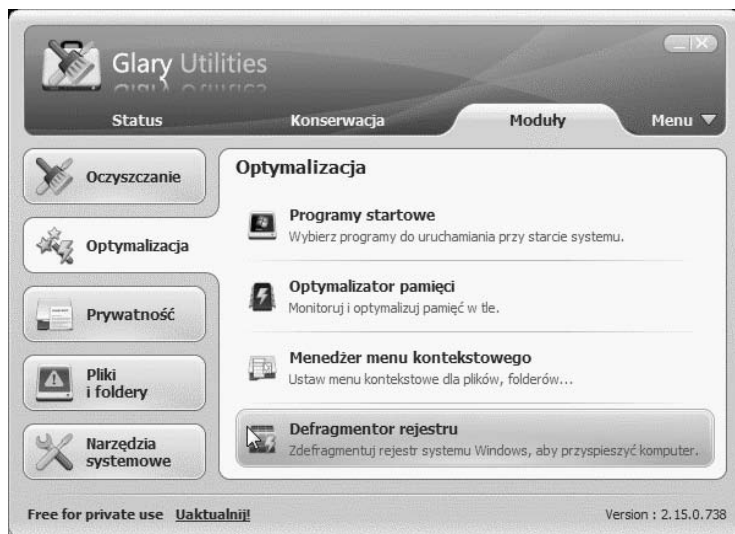 Glary Utilities
Status Konserwacja Moduły Menu
Oczyszczanie
Optymalizacja
Prywatność
Pliki
i foldery
Narzędzia
systemowe
Optymalizacja
Programy startowe
Wybierz programy do uruchamiania przy starcie systemu.
Optymalizator pamięci
Monitoruj i optymalizuj pamięć w tle.
Menedżer menu kontekstowego
Ustaw menu kontekstowe dla plików, folderów...
Defragmentor rejestru
Zdefragmentuj rejestr systemu Windows, aby przyspieszyć komputer.
Free for private use Uaktualnij! Version : 2.15.0.738